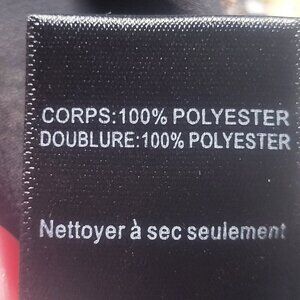 CORPS:100% POLYESTER
DOUBLURE:100% POLYESTER
Nettoyer à sec seulement